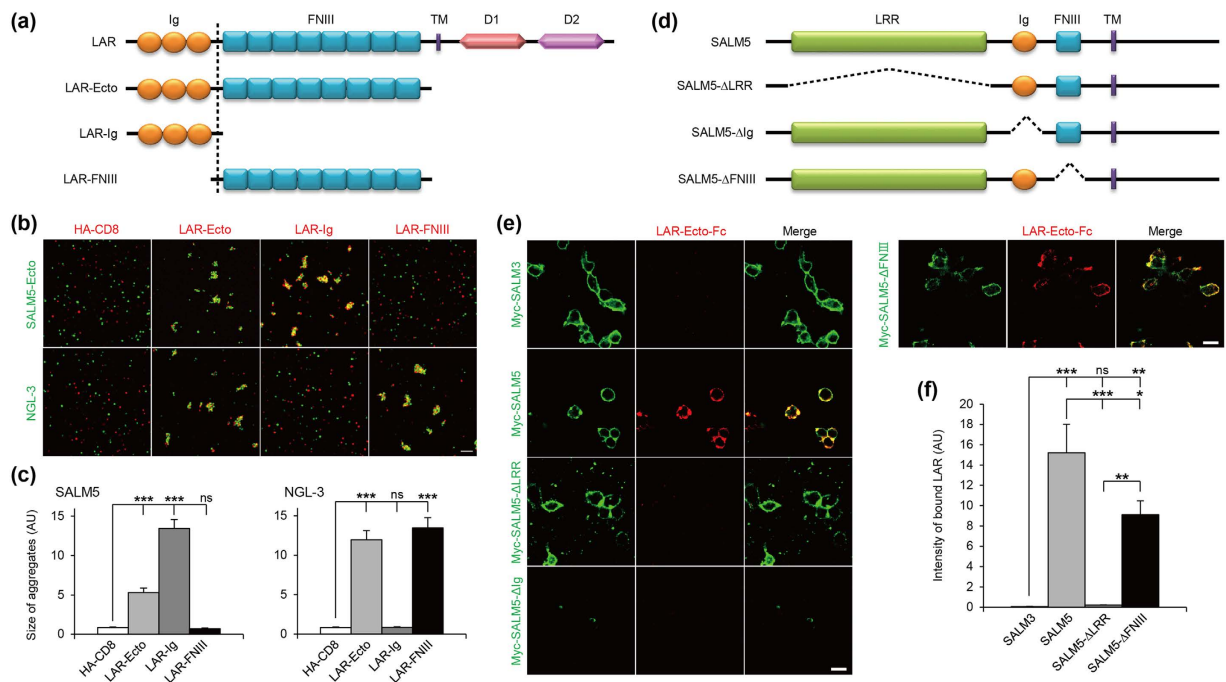 (a)
Ig FNIII TM D1 D2
LAR
LAR-Ecto
LAR-Ig
LAR-FNIII
(b)
HA-CD8 LAR-Ecto LAR-Ig LAR-FNIII
SALM5-Ecto
NGL-3
(c)
SALM5
*** *** ns
Size of aggregates (AU)
15
10
5
0
HA-CD8 LAR-Ecto LAR-Ig LAR-FNIII
NGL-3
*** ns ***
15
10
5
0
HA-CD8 LAR-Ecto LAR-Ig LAR-FNIII
(d)
LRR Ig FNIII TM
SALM5
SALM5-ΔLRR
SALM5-ΔIg
SALM5-ΔFNIII
(e)
LAR-Ecto-Fc Merge
Myc-SALM3
Myc-SALM5
Myc-SALM5-ΔLRR
Myc-SALM5-ΔIg
LAR-Ecto-Fc Merge
Myc-SALM5-ΔFNIII
(f)
*** ns **
*** *
**
Intensity of bound LAR (AU)
20
18
16
14
12
10
8
6
4
2
0
SALM3 SALM5 SALM5-ΔLRR SALM5-ΔFNIII